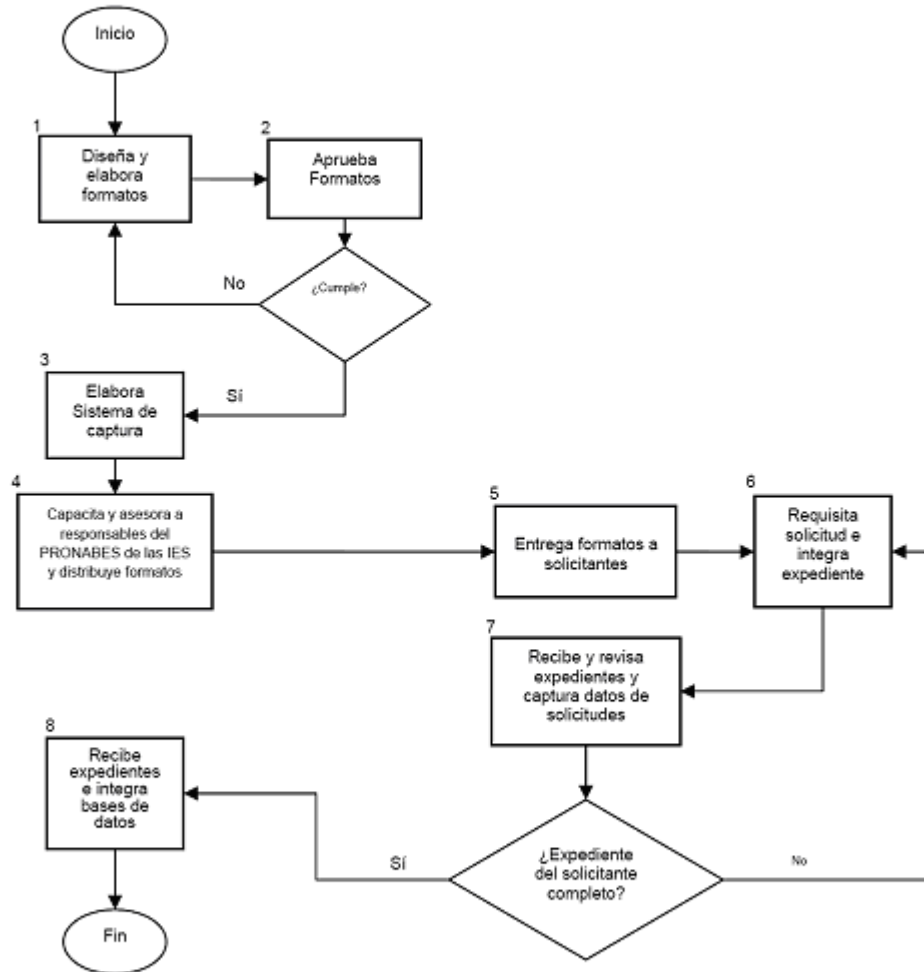 Inicio
1
Diseña y
elabora
formatos
2
Aprueba
Formatos
¿Cumple?
No
Sí
3
Elabora
Sistema de
captura
4
Capacita y asesora a
responsables del
PRONABES de las IES
y distribuye formatos
5
Entrega formatos a
solicitantes
6
Requisita
solicitud e
integra
expediente
7
Recibe y revisa
expedientes y
captura datos de
solicitudes
¿Expediente
del solicitante
completo?
No
Sí
8
Recibe
expedientes
e integra
bases de
datos
Fin